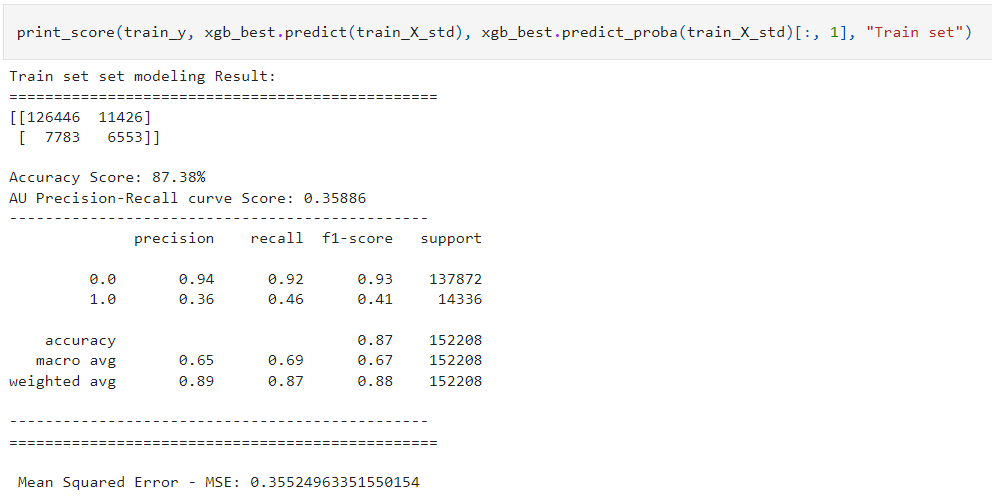 print_score(train_y, xgb_best.predict(train_X_std), xgb_best.predict_proba(train_X_std)[:, 1], "Train set")
Train set set modeling Result:
================================================
[[126446  11426]
 [  7783   6553]]
Accuracy Score: 87.38%
AU Precision-Recall curve Score: 0.35886
-----------------------------------------------
              precision    recall  f1-score   support
         0.0       0.94      0.92      0.93    137872
         1.0       0.36      0.46      0.41     14336
    accuracy                           0.87    152208
   macro avg       0.65      0.69      0.67    152208
weighted avg       0.89      0.87      0.88    152208
-----------------------------------------------
================================================
 Mean Squared Error - MSE: 0.35524963351550154